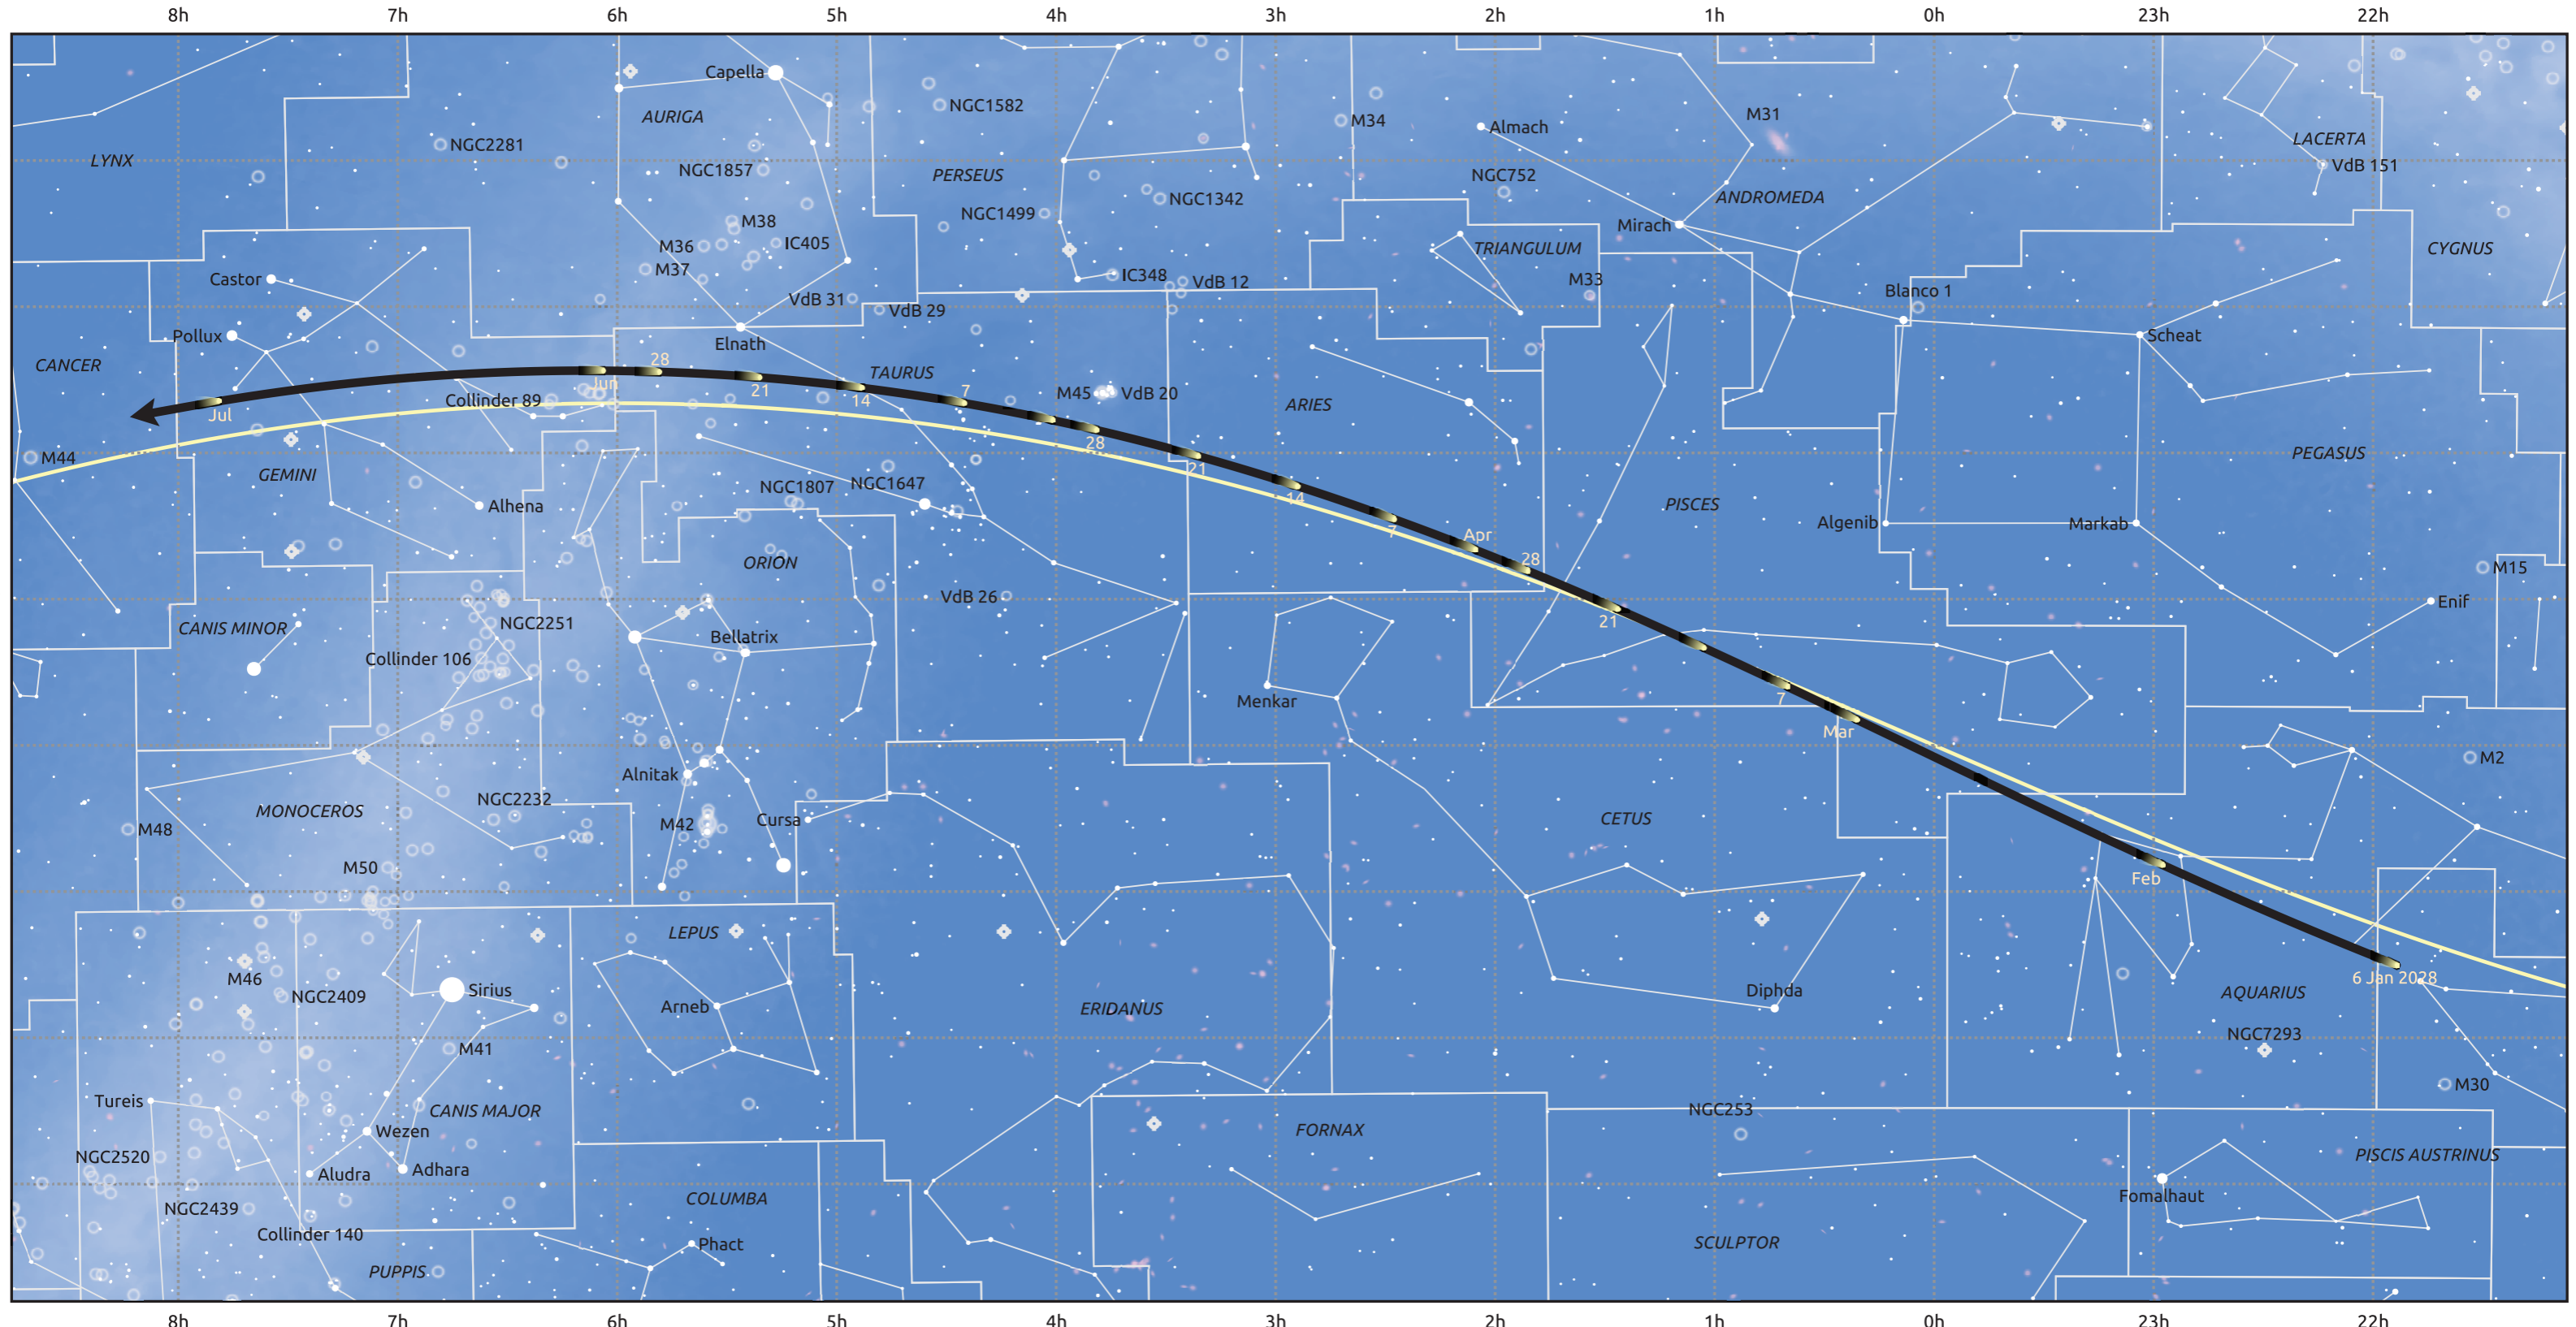 8h 7h 6h 5h 4h 3h 2h 1h 0h 23h 22h
Capella
AURIGA
NGC1582
M34
Almach
M31
LACERTA
NGC2281
LYNX
NGC1857
PERSEUS
NGC752
VdB 151
NGC1499
NGC1342
ANDROMEDA
M38
Mirach
M36
IC405
TRIANGULUM
CYGNUS
M37
Castor
IC348
VdB 12
M33
VdB 31
VdB 29
Blanco 1
Pollux
Elnath
Scheat
CANCER
28
Jun
21
TAURUS
14
7
M45
VdB 20
Collinder 89
ARIES
Jul
28
M44
GEMINI
21
PEGASUS
NGC1807
NGC1647
14
PISCES
Alhena
7
Apr
Algenib
Markab
ORION
28
M15
VdB 26
Enif
CANIS MINOR
NGC2251
21
Bellatrix
Collinder 106
Menkar
7
Mar
Alnitak
M2
NGC2232
MONOCEROS
M48
M42
Cursa
CETUS
M50
Feb
LEPUS
M46
6 Jan 2028
NGC2409
Sirius
Arneb
Diphda
AQUARIUS
ERIDANUS
NGC7293
M41
M30
Tureis
CANIS MAJOR
NGC253
Wezen
FORNAX
NGC2520
Aludra
Adhara
PISCIS AUSTRINUS
COLUMBA
Fomalhaut
NGC2439
Collinder 140
Phact
SCULPTOR
PUPPIS
8h 7h 6h 5h 4h 3h 2h 1h 0h 23h 22h